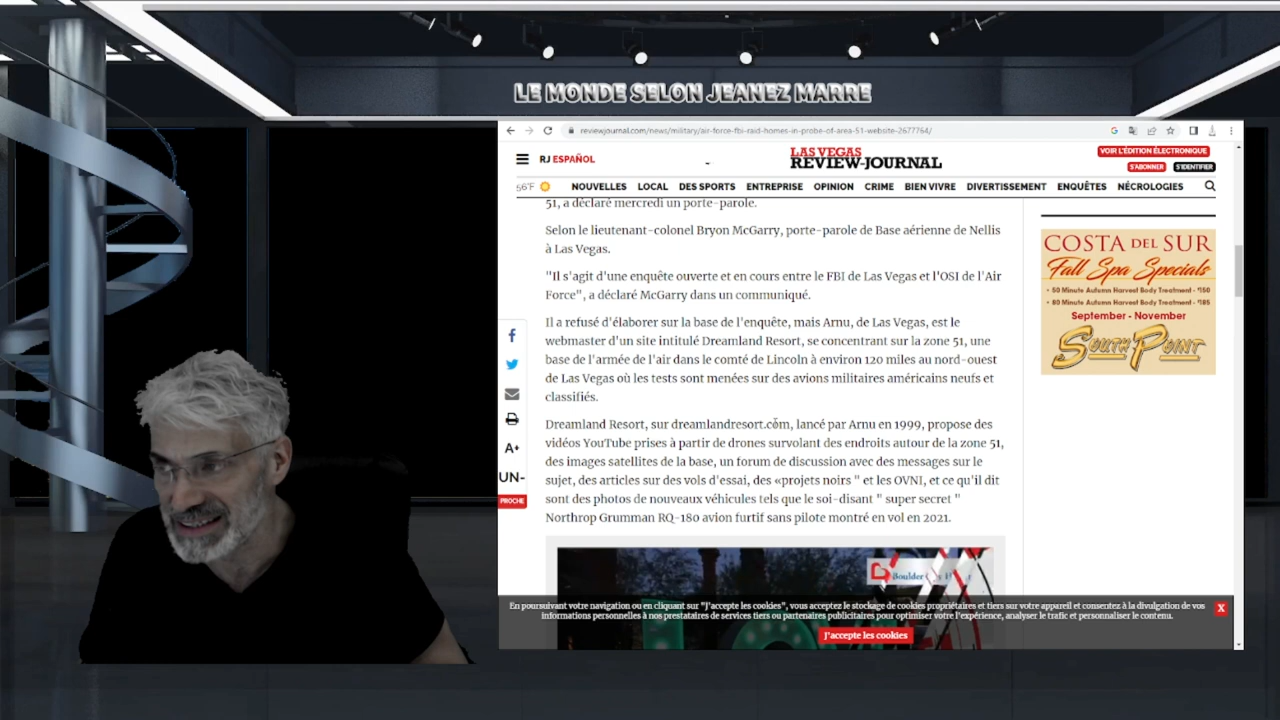 LE MONDE SELON JEANEZ MARRE
reviewjournal.com/news/military/air-force-fbi-raid-homes-in-probe-of-area-51-website-2677764/
RJ ESPAÑOL
LAS VEGAS
REVIEW-JOURNAL
VOIR L'ÉDITION ÉLECTRONIQUE
S'ABONNER S'IDENTIFIER
56°F NOUVELLES LOCAL DES SPORTS ENTREPRISE OPINION CRIME BIEN VIVRE DIVERTISSEMENT ENQUÊTES NÉCROLOGIES
51, a déclaré mercredi un porte-parole.
Selon le lieutenant-colonel Bryon McGarry, porte-parole de Base aérienne de Nellis
à Las Vegas.
"Il s'agit d'une enquête ouverte et en cours entre le FBI de Las Vegas et l'OSI de l'Air
Force", a déclaré McGarry dans un communiqué.
Il a refusé d'élaborer sur la base de l'enquête, mais Arnu, de Las Vegas, est le
webmaster d'un site intitulé Dreamland Resort, se concentrant sur la zone 51, une
base de l'armée de l'air dans le comté de Lincoln à environ 120 miles au nord-ouest
de Las Vegas où les tests sont menées sur des avions militaires américains neufs et
classifiés.
Dreamland Resort, sur dreamlandresort.com, lancé par Arnu en 1999, propose des
vidéos YouTube prises à partir de drones survolant des endroits autour de la zone 51,
des images satellites de la base, un forum de discussion avec des messages sur le
sujet, des articles sur des vols d'essai, des «projets noirs " et les OVNI, et ce qu'il dit
sont des photos de nouveaux véhicules tels que le soi-disant " super secret "
Northrop Grumman RQ-180 avion furtif sans pilote montré en vol en 2021.
A+
UN-
PROCHE
COSTA DEL SUR
Fall Spa Specials
• 50 Minute Autumn Harvest Body Treatment - $150
• 80 Minute Autumn Harvest Body Treatment - $185
September - November
SOUTH POINT
Boulder
En poursuivant votre navigation ou en cliquant sur "J'accepte les cookies", vous acceptez le stockage de cookies propriétaires et tiers sur votre appareil et consentez à la divulgation de vos
informations personnelles à nos prestataires de services tiers ou partenaires publicitaires pour optimiser votre l'expérience, analyser le trafic et personnaliser le contenu.
X
J'accepte les cookies